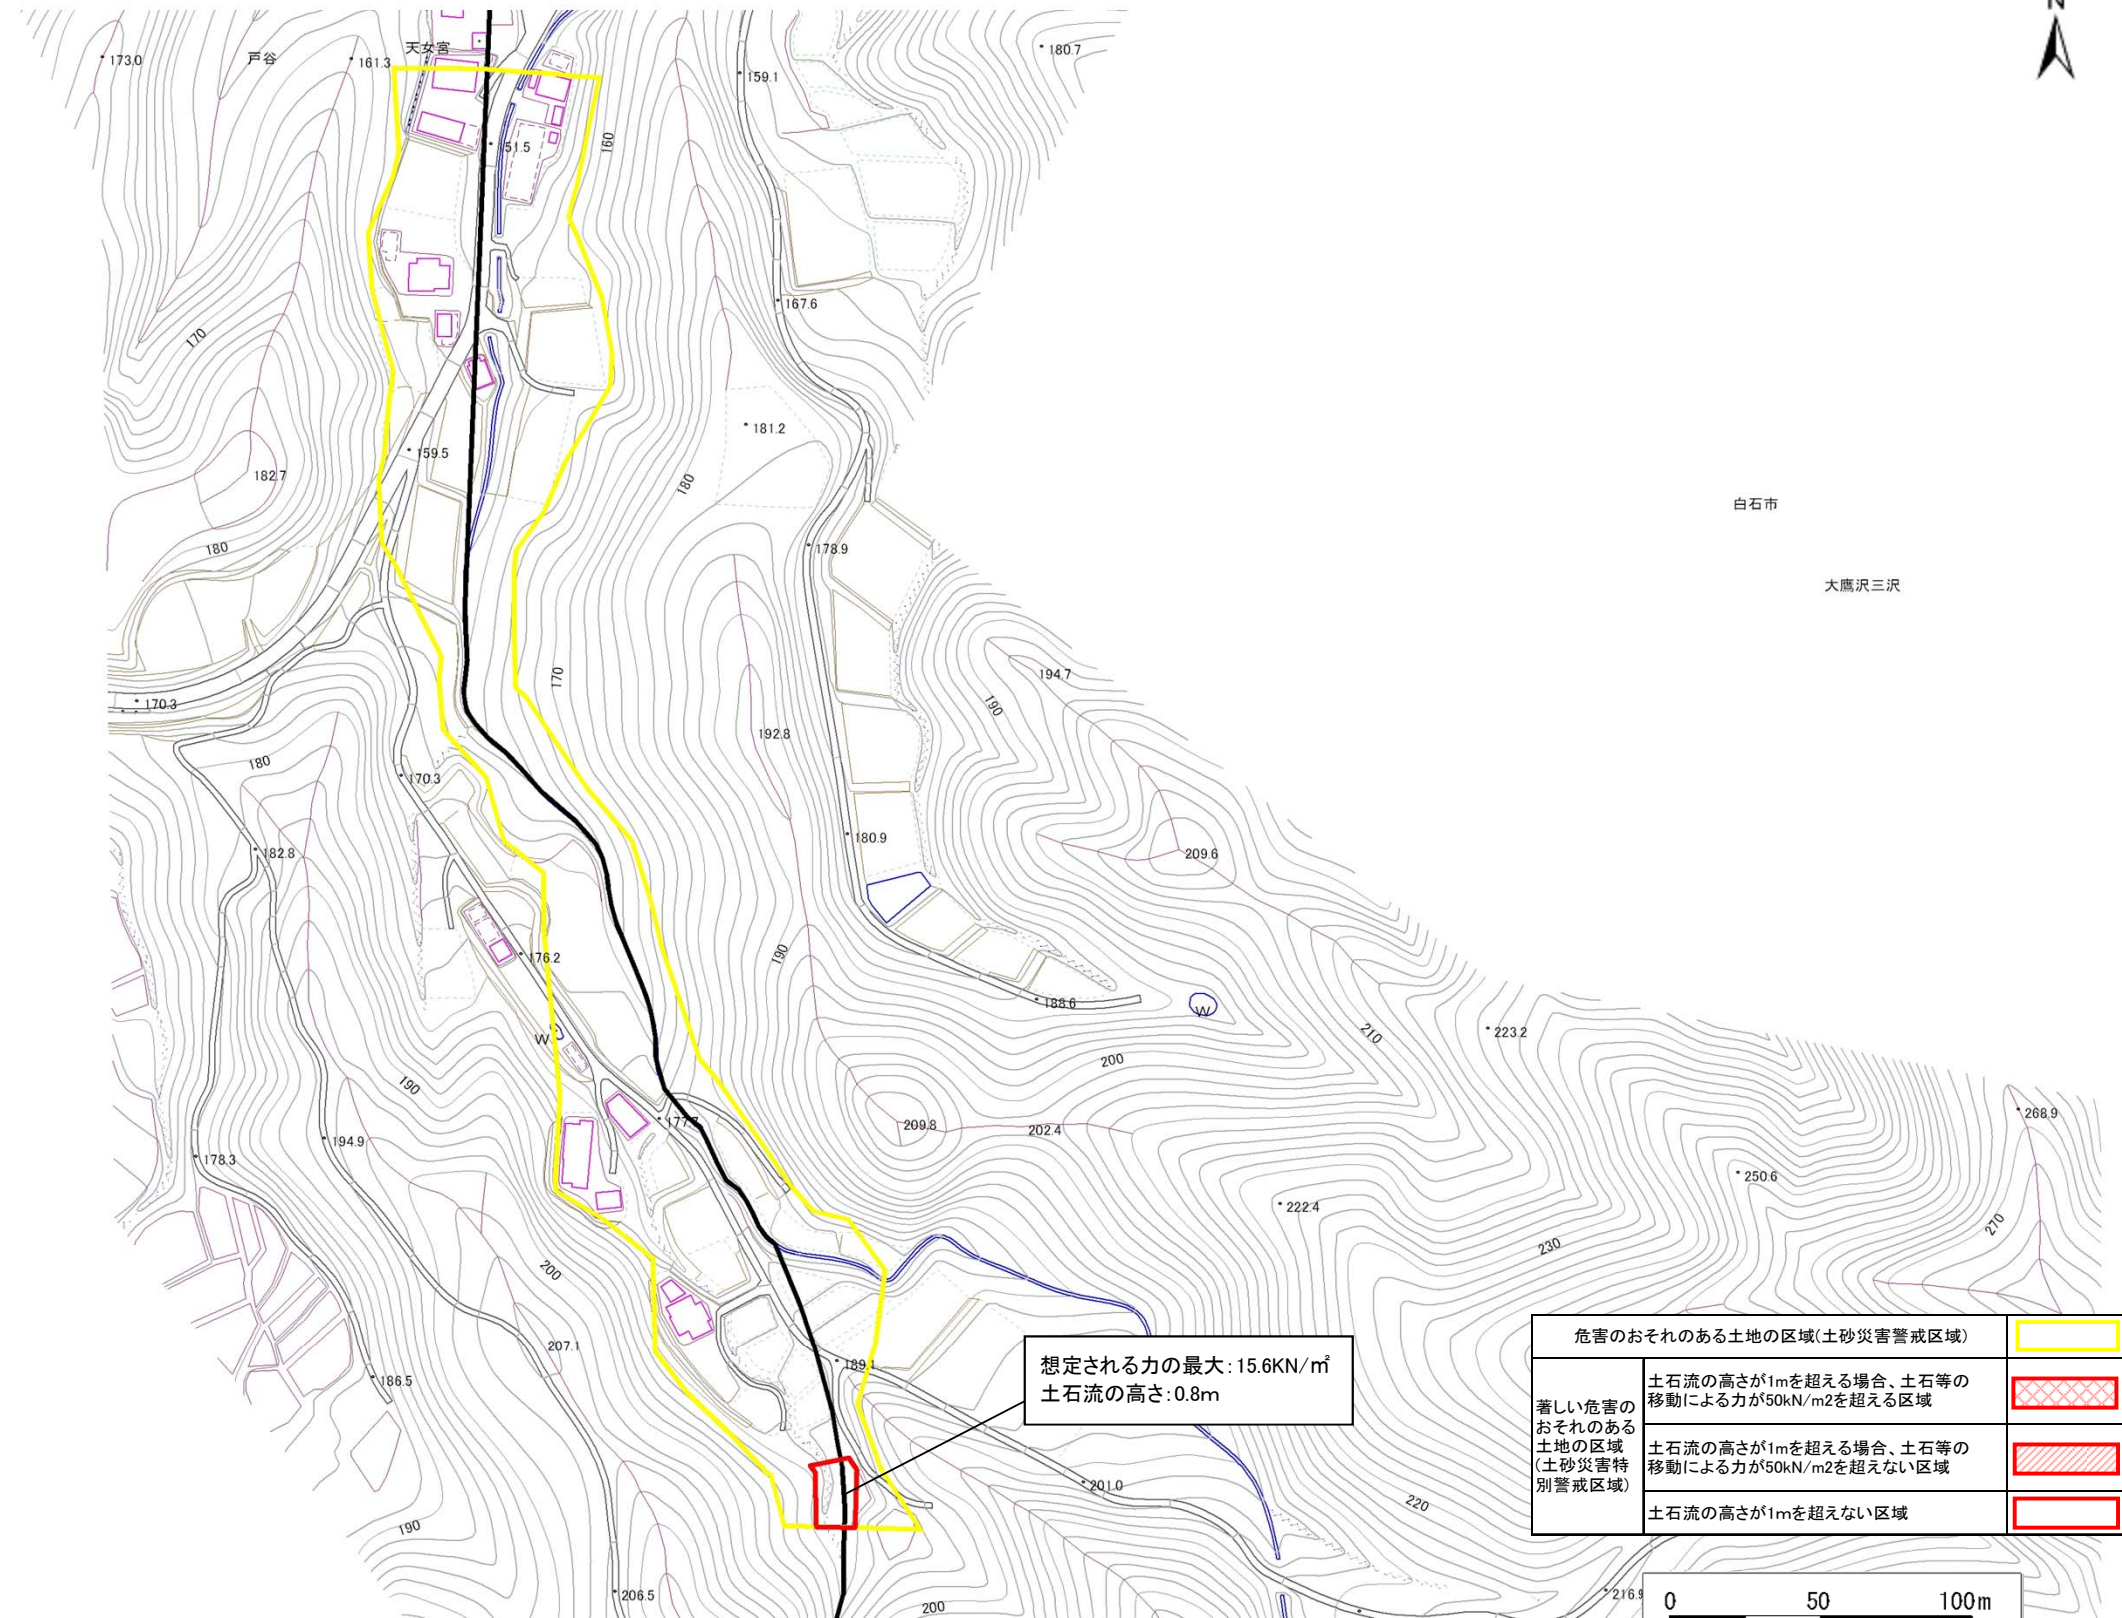 N
173.0
戸谷
161.3
天女宮
159.1
180.7
51.5
160
167.6
170
181.2
159.5
182.7
180
180
白石市
178.9
大鷹沢三沢
170
194.7
190
170.3
192.8
180
170.3
182.8
180.9
209.6
176.2
190
188.6
W
W
210
223.2
200
190
268.9
177.7
209.8
202.4
194.9
178.3
250.6
222.4
270
230
200
207.1
189.1
186.5
想定される力の最大:15.6KN/㎡
土石流の高さ:0.8m
危害のおそれのある土地の区域(土砂災害警戒区域)
著しい危害の
おそれのある
土地の区域
(土砂災害特
別警戒区域)
土石流の高さが1mを超える場合、土石等の
移動による力が50kN/m2を超える区域
土石流の高さが1mを超える場合、土石等の
移動による力が50kN/m2を超えない区域
土石流の高さが1mを超えない区域
201.0
220
190
206.5
200
216.9
0 50 100m